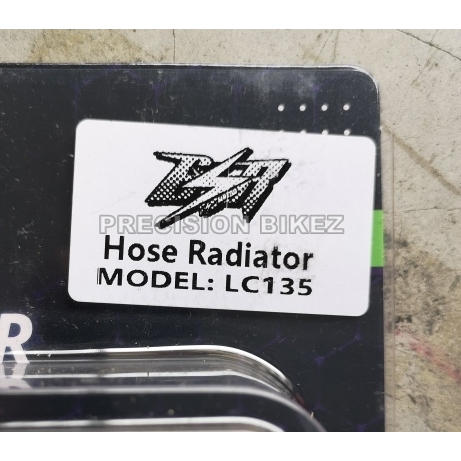 PRECISION BIKEZ
Hose Radiator
MODEL: LC135
R